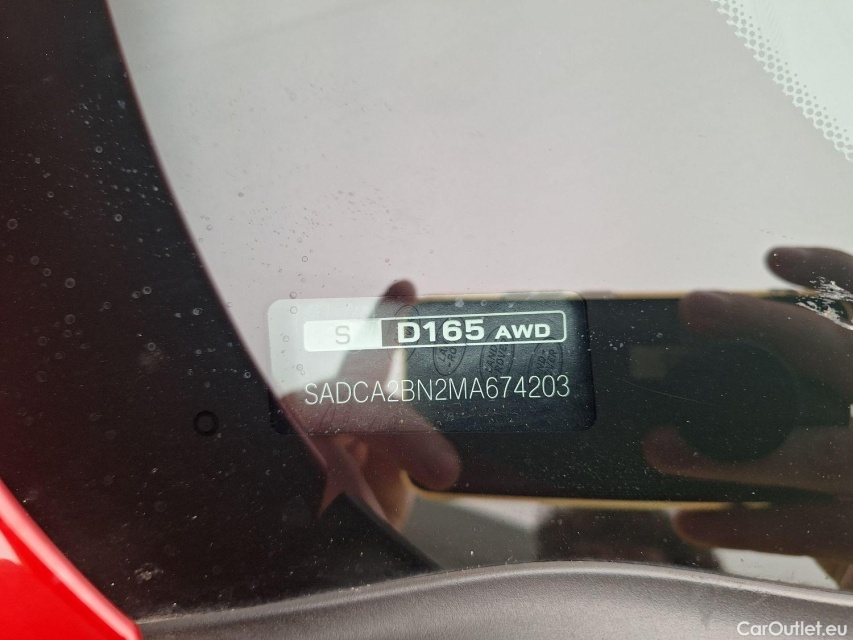 S D165 AWD
SADCA2BN2MA674203
CarOutlet.eu